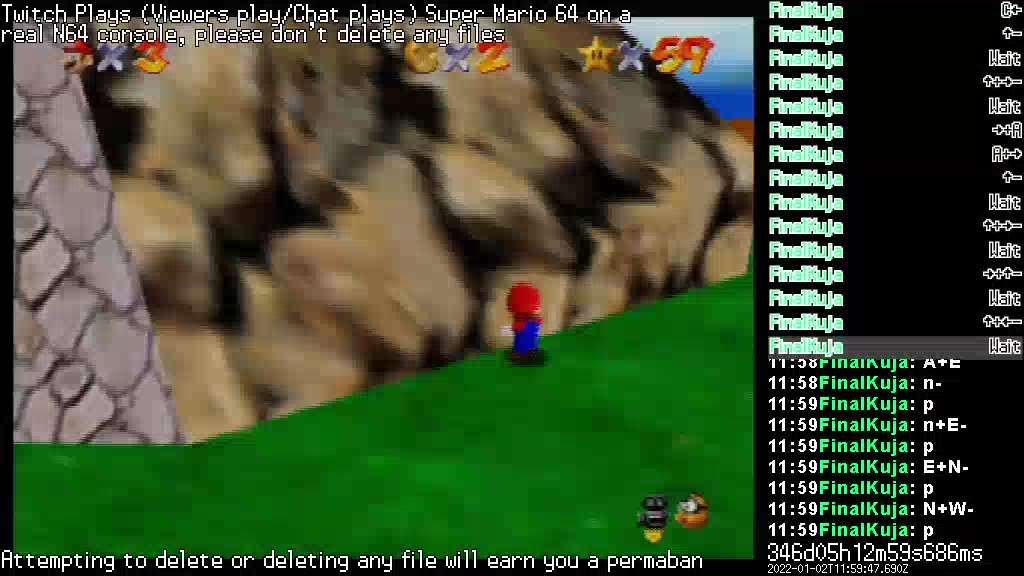 Twitch Plays (Viewers play/Chat plays) Super Mario 64 on a
real N64 console, please don't delete any files
x 3
x 2
x 59
FinalKuja C+
FinalKuja ↑-
FinalKuja Wait
FinalKuja ↑+→-
FinalKuja Wait
FinalKuja →+A
FinalKuja A+→
FinalKuja ↑-
FinalKuja Wait
FinalKuja ↑+→-
FinalKuja Wait
FinalKuja →+↑-
FinalKuja Wait
FinalKuja ↑+←-
FinalKuja Wait
11:58FinalKuja: A+E
11:58FinalKuja: n-
11:59FinalKuja: p
11:59FinalKuja: n+E-
11:59FinalKuja: p
11:59FinalKuja: E+N-
11:59FinalKuja: p
11:59FinalKuja: N+W-
11:59FinalKuja: p
346d05h12m59s686ms
2022-01-02T11:59:47.690Z
Attempting to delete or deleting any file will earn you a permaban